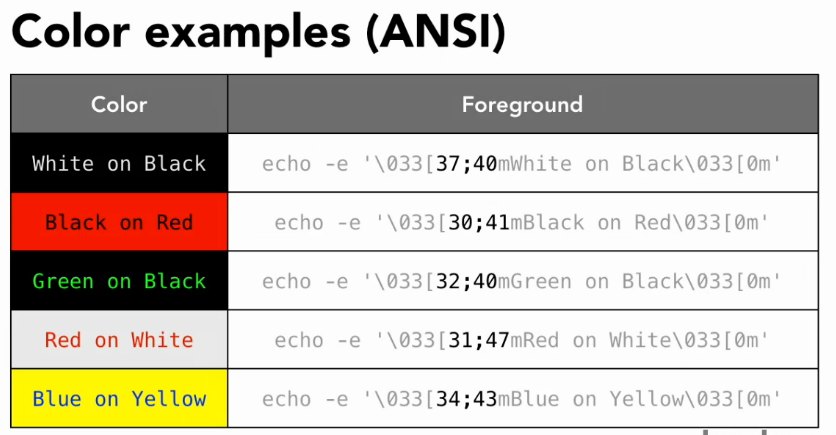 Color examples (ANSI)
Color Foreground
White on Black echo -e '\033[37;40mWhite on Black\033[0m'
Black on Red echo -e '\033[30;41mBlack on Red\033[0m'
Green on Black echo -e '\033[32;40mGreen on Black\033[0m'
Red on White echo -e '\033[31;47mRed on White\033[0m'
Blue on Yellow echo -e '\033[34;43mBlue on Yellow\033[0m'